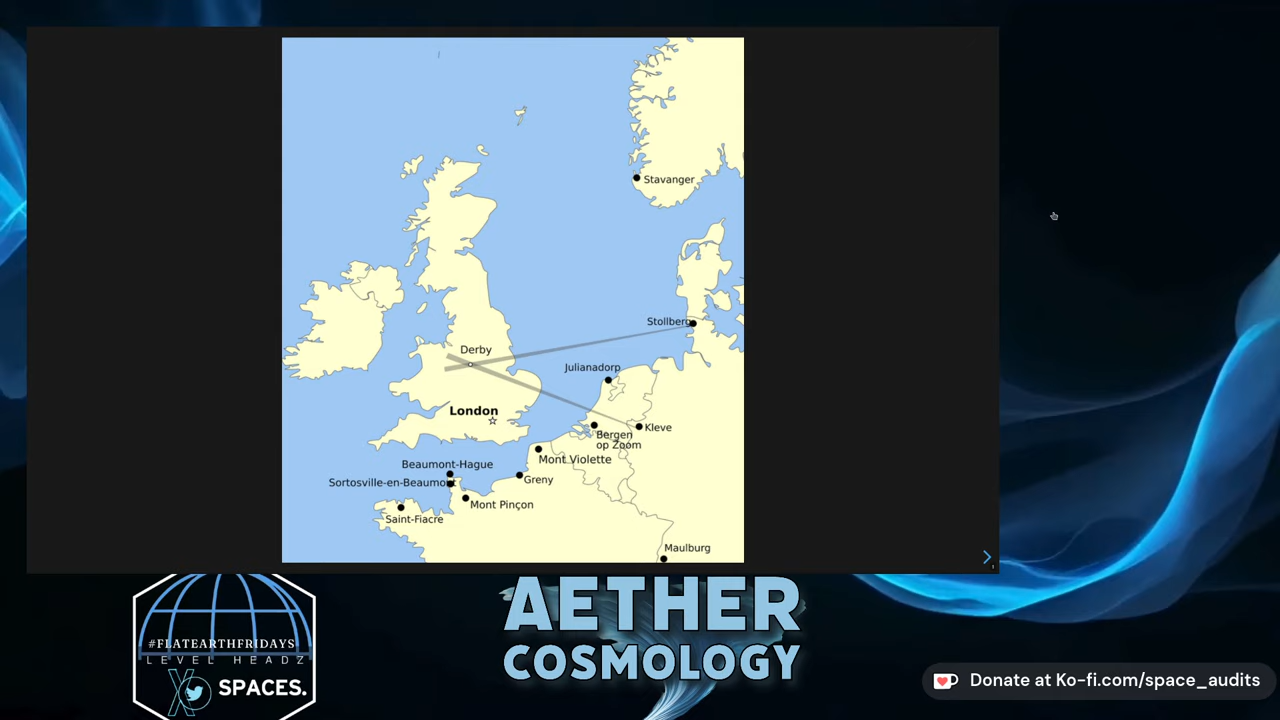 Stavanger
Stollberg
Derby
Julianadorp
London
Kleve
Bergen
op Zoom
Mont Violette
Beaumont-Hague
Greny
Sortosville-en-Beaumont
Mont Pinçon
Saint-Fiacre
Maulburg
#FLATEARTHFRIDAYS
LEVEL HEADZ
SPACES.
AETHER
COSMOLOGY
Donate at Ko-fi.com/space_audits